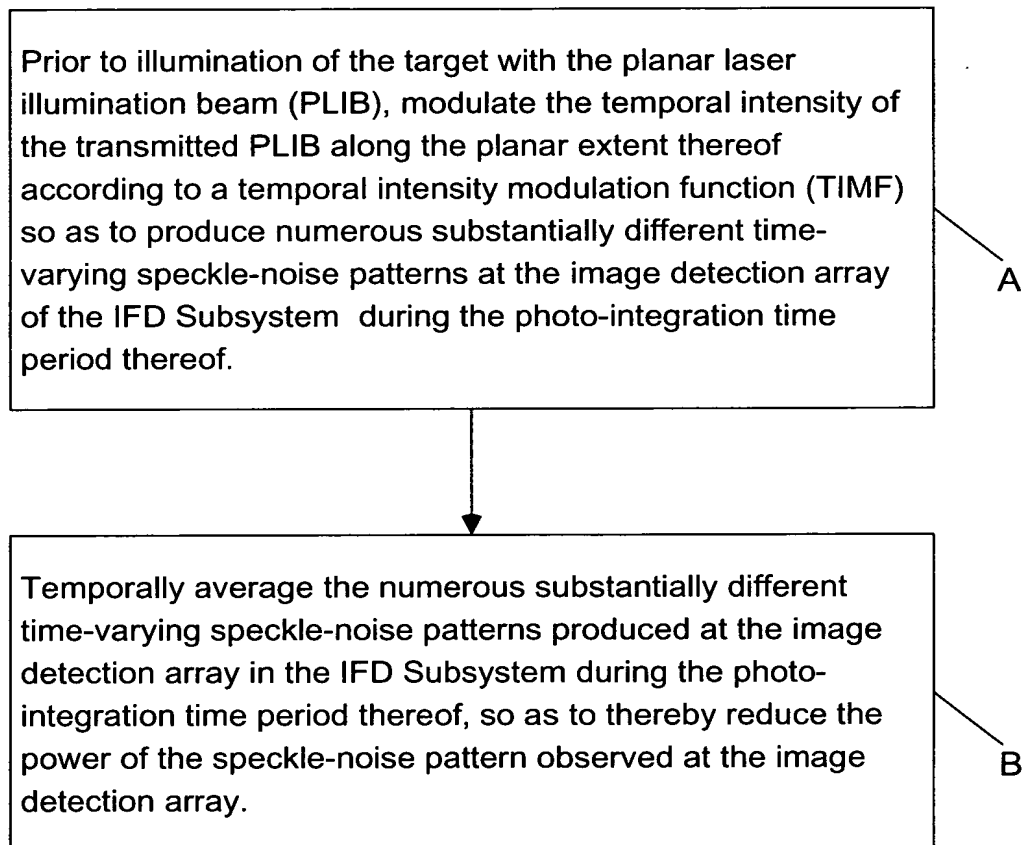 Prior to illumination of the target with the planar laser
illumination beam (PLIB), modulate the temporal intensity of
the transmitted PLIB along the planar extent thereof
according to a temporal intensity modulation function (TIMF)
so as to produce numerous substantially different time-
varying speckle-noise patterns at the image detection array
of the IFD Subsystem during the photo-integration time
period thereof.
A
Temporally average the numerous substantially different
time-varying speckle-noise patterns produced at the image
detection array in the IFD Subsystem during the photo-
integration time period thereof, so as to thereby reduce the
power of the speckle-noise pattern observed at the image
detection array.
B